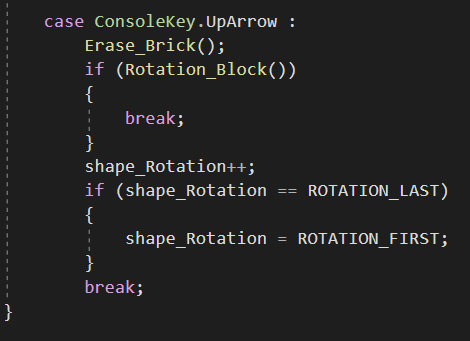 case ConsoleKey.UpArrow :
Erase_Brick();
if (Rotation_Block())
{
break;
}
shape_Rotation++;
if (shape_Rotation == ROTATION_LAST)
{
shape_Rotation = ROTATION_FIRST;
}
break;
}